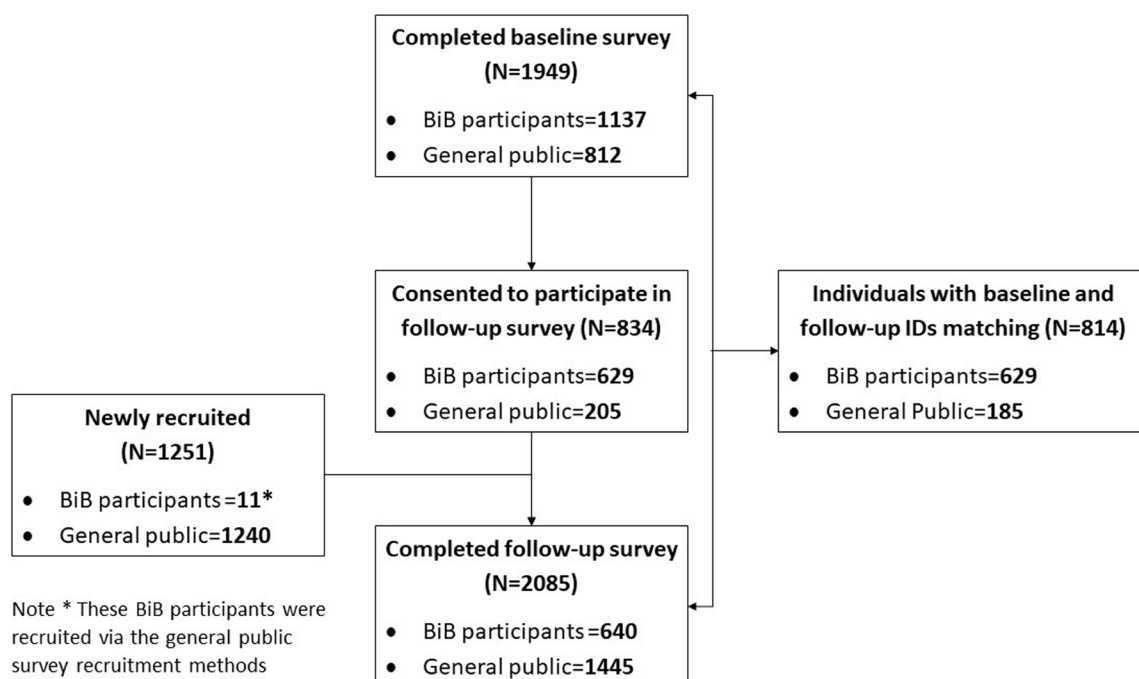 Completed baseline survey
(N=1949)
• BiB participants=1137
• General public=812
Consented to participate in
follow-up survey (N=834)
• BiB participants=629
• General public=205
Individuals with baseline and
follow-up IDs matching (N=814)
• BiB participants=629
• General Public=185
Newly recruited
(N=1251)
• BiB participants =11*
• General public=1240
Completed follow-up survey
(N=2085)
• BiB participants=640
• General public=1445
Note * These BiB participants were
recruited via the general public
survey recruitment methods